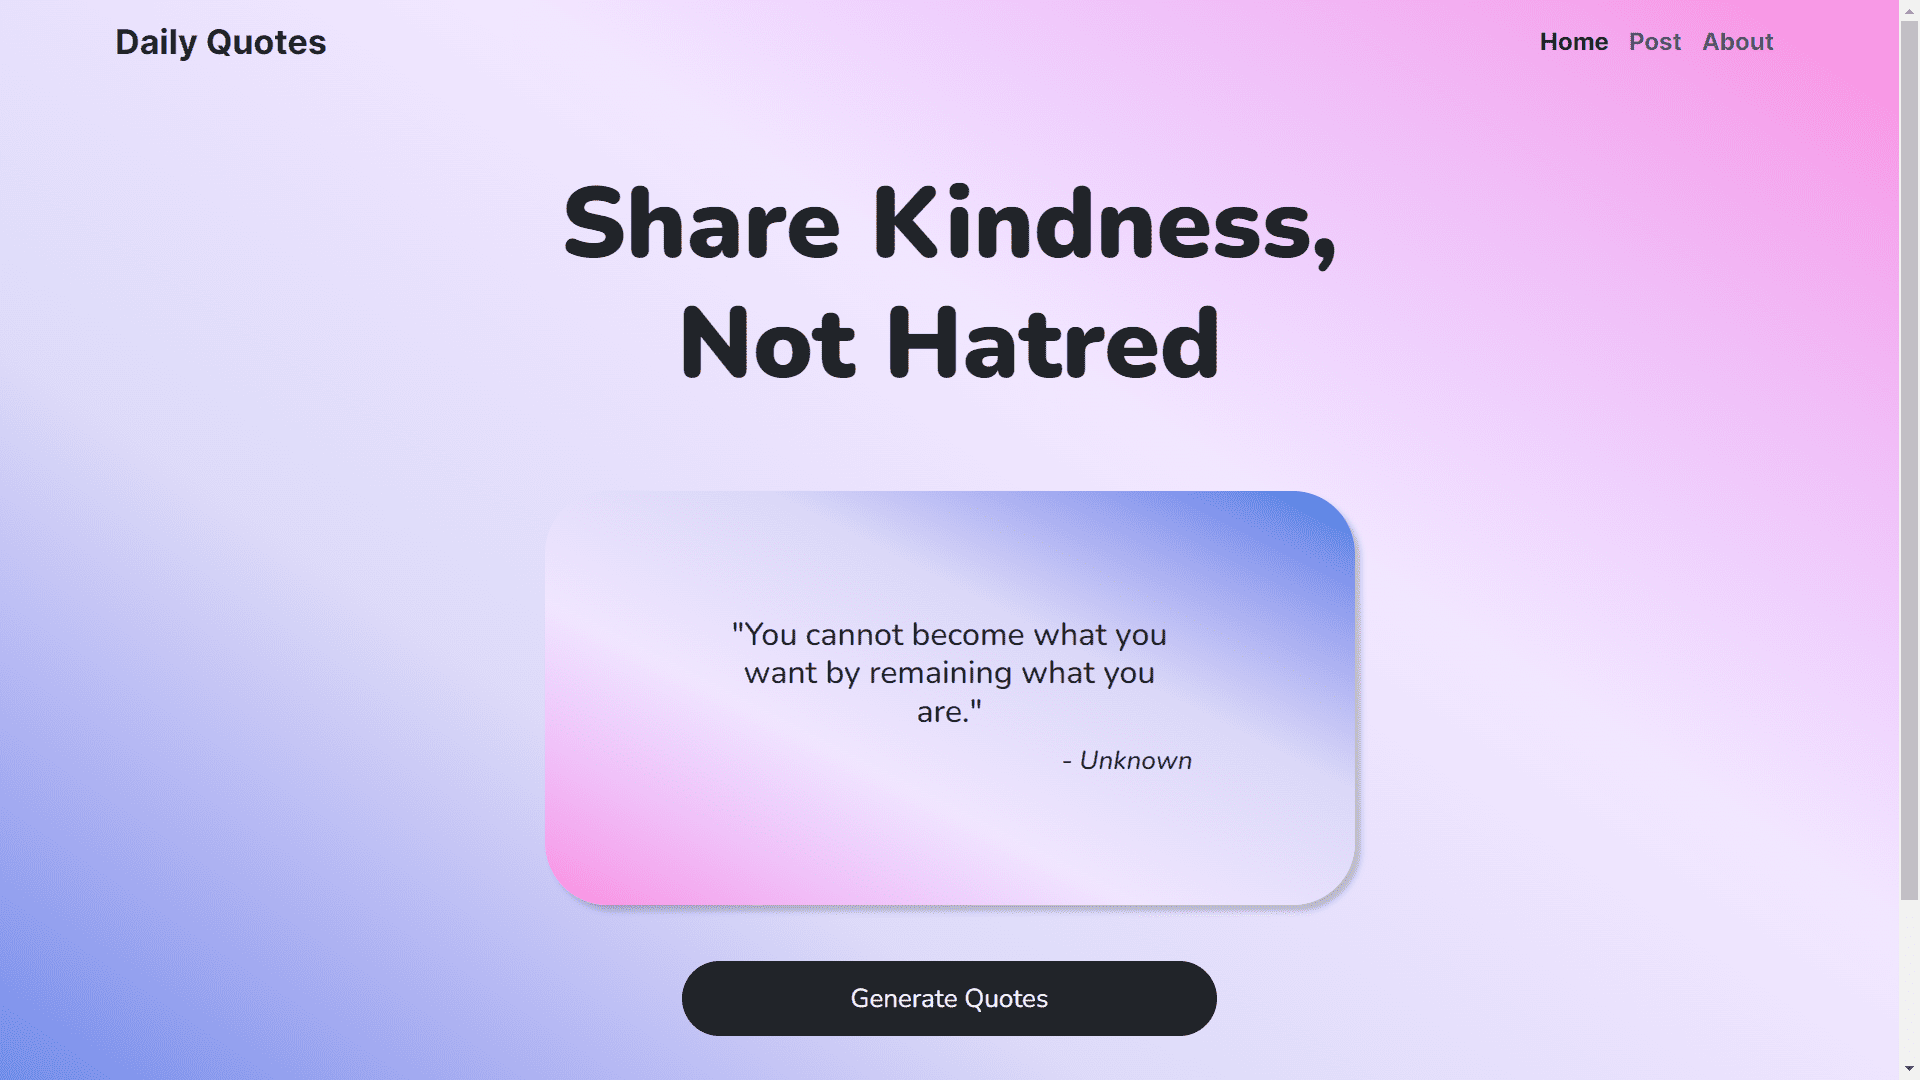 Daily Quotes
Home Post About
Share Kindness,
Not Hatred
"You cannot become what you
want by remaining what you
are."
- Unknown
Generate Quotes